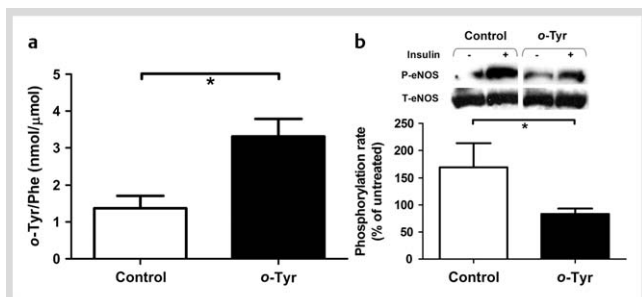 a
o-Tyr/Phe (nmol/μmol)
5
4
3
2
1
0
*
Control
o-Tyr
b
Control
o-Tyr
Insulin
-
+
-
+
P-eNOS
T-eNOS
Phosphorylation rate
(% of untreated)
250
200
150
100
50
0
*
Control
o-Tyr